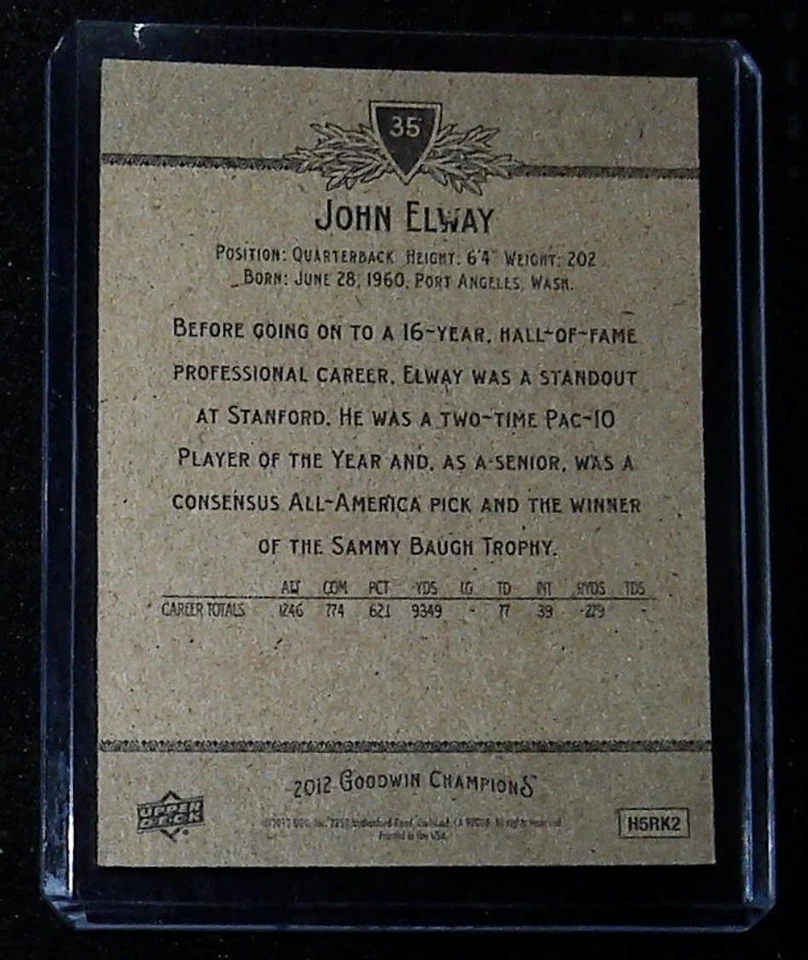 35
JOHN ELWAY
POSITION: QUARTERBACK HEIGHT: 6'4" WEIGHT: 202
BORN: JUNE 28, 1960, PORT ANGELES, WASH.
BEFORE GOING ON TO A 16-YEAR, HALL-OF-FAME
PROFESSIONAL CAREER, ELWAY WAS A STANDOUT
AT STANFORD. HE WAS A TWO-TIME PAC-10
PLAYER OF THE YEAR AND, AS A SENIOR, WAS A
CONSENSUS ALL-AMERICA PICK AND THE WINNER
OF THE SAMMY BAUGH TROPHY.
ATT COM PCT YDS LG TD INT RYDS TDS
CAREER TOTALS 1246 774 621 9349 - 77 39 -279 -
2012 GOODWIN CHAMPIONS
UPPER DECK
Printed in the USA.
H5RK2